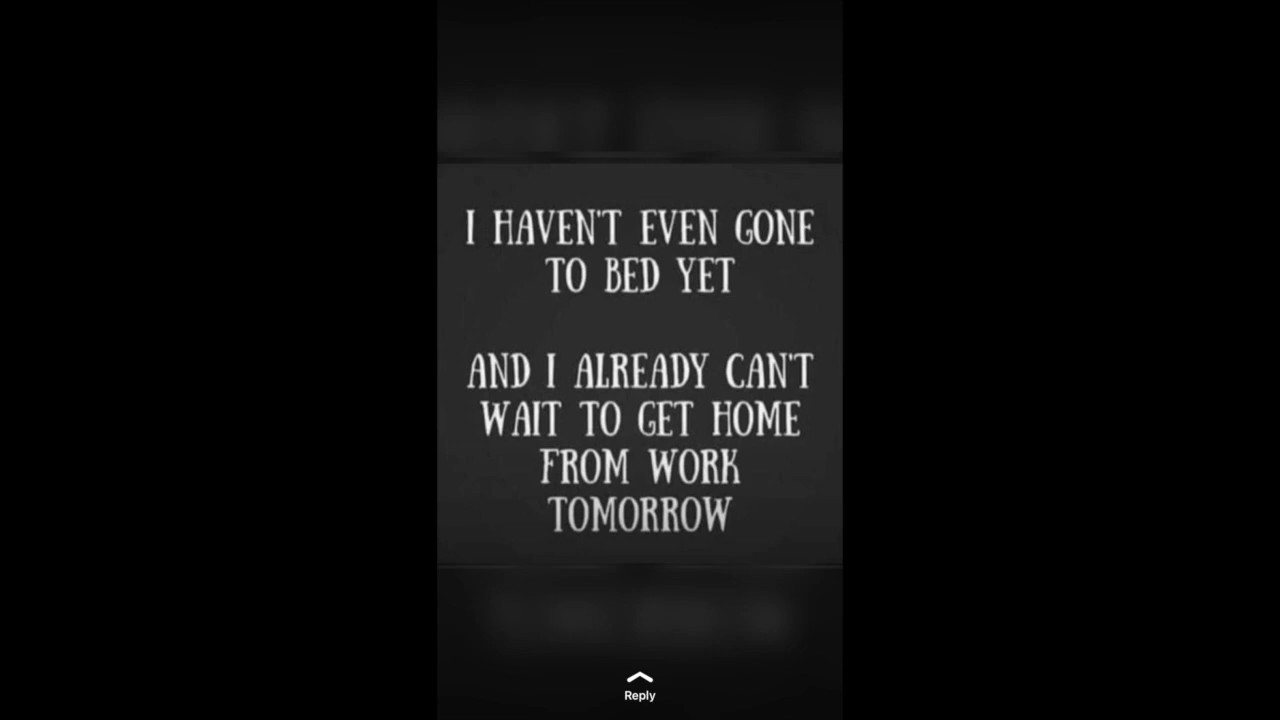 I HAVEN'T EVEN GONE
TO BED YET
AND I ALREADY CAN'T
WAIT TO GET HOME
FROM WORK
TOMORROW
Reply